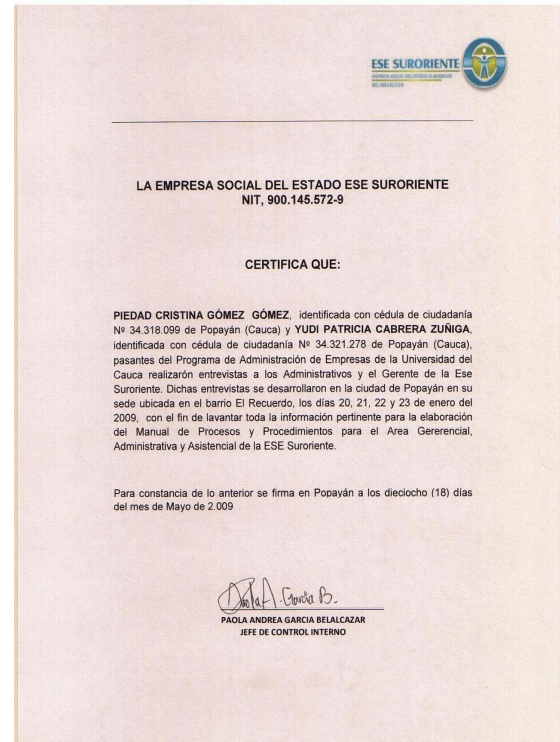 ESE SURORIENTE
EMPRESA SOCIAL DEL ESTADO SURORIENTE
LA EMPRESA SOCIAL DEL ESTADO ESE SURORIENTE
NIT, 900.145.572-9
CERTIFICA QUE:
PIEDAD CRISTINA GÓMEZ GÓMEZ, identificada con cédula de ciudadanía
Nº 34.318.099 de Popayán (Cauca) y YUDI PATRICIA CABRERA ZUÑIGA,
identificada con cédula de ciudadanía Nº 34.321.278 de Popayán (Cauca),
pasantes del Programa de Administración de Empresas de la Universidad del
Cauca realizarón entrevistas a los Administrativos y el Gerente de la Ese
Suroriente. Dichas entrevistas se desarrollaron en la ciudad de Popayán en su
sede ubicada en el barrio El Recuerdo, los días 20, 21, 22 y 23 de enero del
2009, con el fin de lavantar toda la información pertinente para la elaboración
del Manual de Procesos y Procedimientos para el Area Gererencial,
Administrativa y Asistencial de la ESE Suroriente.
Para constancia de lo anterior se firma en Popayán a los dieciocho (18) días
del mes de Mayo de 2.009
Paola A. García B.
PAOLA ANDREA GARCIA BELALCAZAR
JEFE DE CONTROL INTERNO